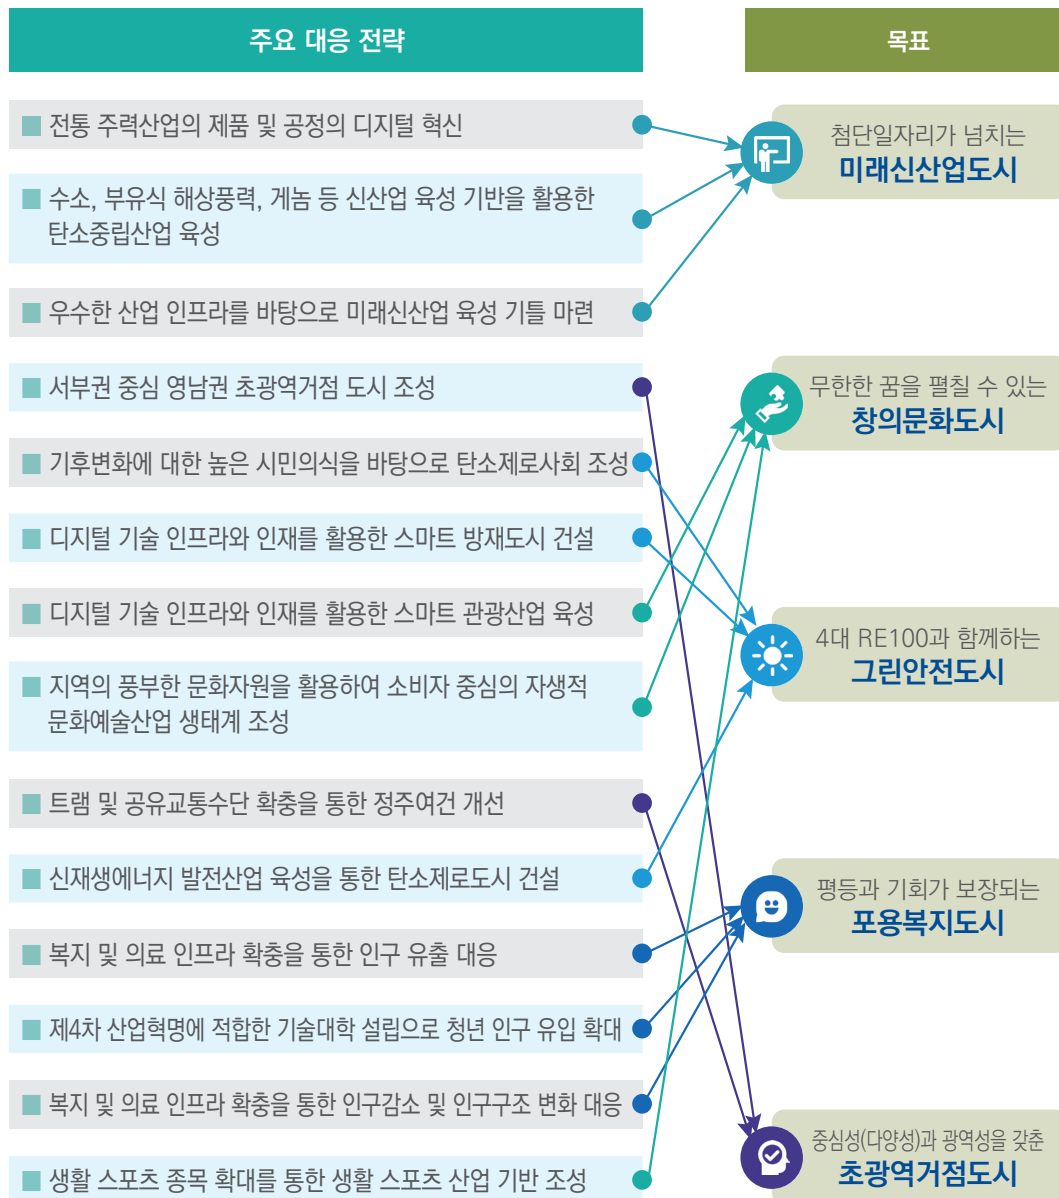 주요 대응 전략
전통 주력산업의 제품 및 공정의 디지털 혁신
수소, 부유식 해상풍력, 게놈 등 신산업 육성 기반을 활용한
탄소중립산업 육성
우수한 산업 인프라를 바탕으로 미래신산업 육성 기틀 마련
서부권 중심 영남권 초광역거점 도시 조성
기후변화에 대한 높은 시민의식을 바탕으로 탄소제로사회 조성
디지털 기술 인프라와 인재를 활용한 스마트 방재도시 건설
디지털 기술 인프라와 인재를 활용한 스마트 관광산업 육성
지역의 풍부한 문화자원을 활용하여 소비자 중심의 자생적
문화예술산업 생태계 조성
트램 및 공유교통수단 확충을 통한 정주여건 개선
신재생에너지 발전산업 육성을 통한 탄소제로도시 건설
복지 및 의료 인프라 확충을 통한 인구 유출 대응
제4차 산업혁명에 적합한 기술대학 설립으로 청년 인구 유입 확대
복지 및 의료 인프라 확충을 통한 인구감소 및 인구구조 변화 대응
생활 스포츠 종목 확대를 통한 생활 스포츠 산업 기반 조성
목표
첨단일자리가 넘치는
미래신산업도시
무한한 꿈을 펼칠 수 있는
창의문화도시
4대 RE100과 함께하는
그린안전도시
평등과 기회가 보장되는
포용복지도시
중심성(다양성)과 광역성을 갖춘
초광역거점도시